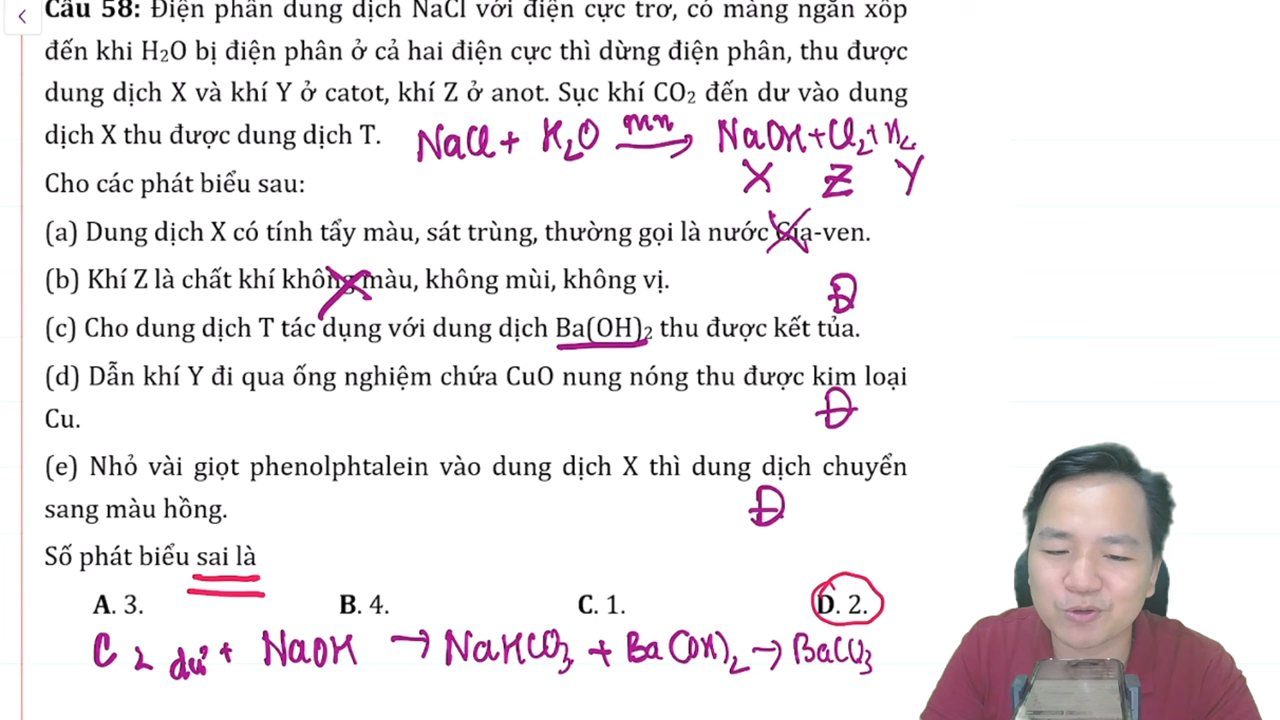 Câu 58: Điện phân dung dịch NaCl với điện cực trơ, có màng ngăn xốp
đến khi H₂O bị điện phân ở cả hai điện cực thì dừng điện phân, thu được
dung dịch X và khí Y ở catot, khí Z ở anot. Sục khí CO₂ đến dư vào dung
dịch X thu được dung dịch T.
NaCl + H₂O mn → NaOH + Cl₂ + H₂
X Z Y
Cho các phát biểu sau:
(a) Dung dịch X có tính tẩy màu, sát trùng, thường gọi là nước Gia-ven.
(b) Khí Z là chất khí không màu, không mùi, không vị.
Đ
(c) Cho dung dịch T tác dụng với dung dịch Ba(OH)₂ thu được kết tủa.
(d) Dẫn khí Y đi qua ống nghiệm chứa CuO nung nóng thu được kim loại
Cu.
Đ
(e) Nhỏ vài giọt phenolphtalein vào dung dịch X thì dung dịch chuyển
sang màu hồng.
Đ
Số phát biểu sai là
A. 3. B. 4. C. 1. D. 2.
C ₂ dư + NaOH → NaHCO₃ + Ba(OH)₂ → BaCO₃